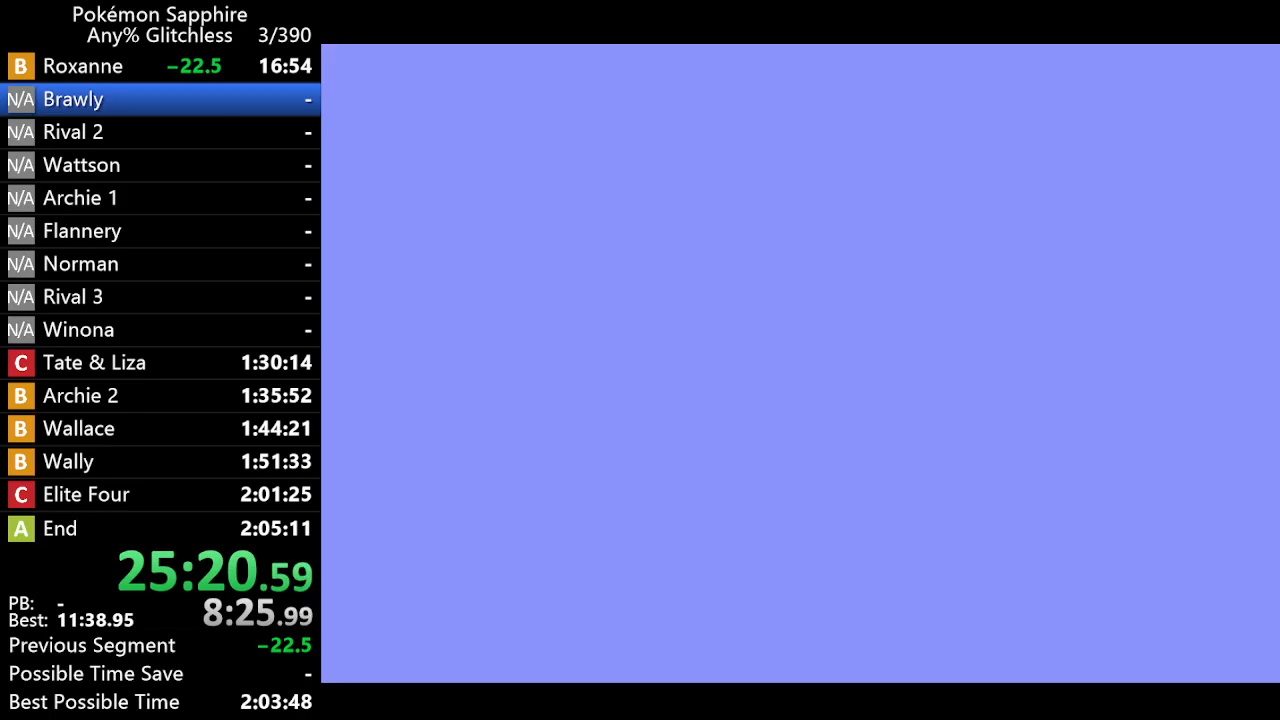 Pokémon Sapphire
Any% Glitchless 3/390
B Roxanne −22.5 16:54
N/A Brawly -
N/A Rival 2 -
N/A Wattson -
N/A Archie 1 -
N/A Flannery -
N/A Norman -
N/A Rival 3 -
N/A Winona -
C Tate & Liza 1:30:14
B Archie 2 1:35:52
B Wallace 1:44:21
B Wally 1:51:33
C Elite Four 2:01:25
A End 2:05:11
25:20.59
PB: -
Best: 11:38.95 8:25.99
Previous Segment −22.5
Possible Time Save -
Best Possible Time 2:03:48